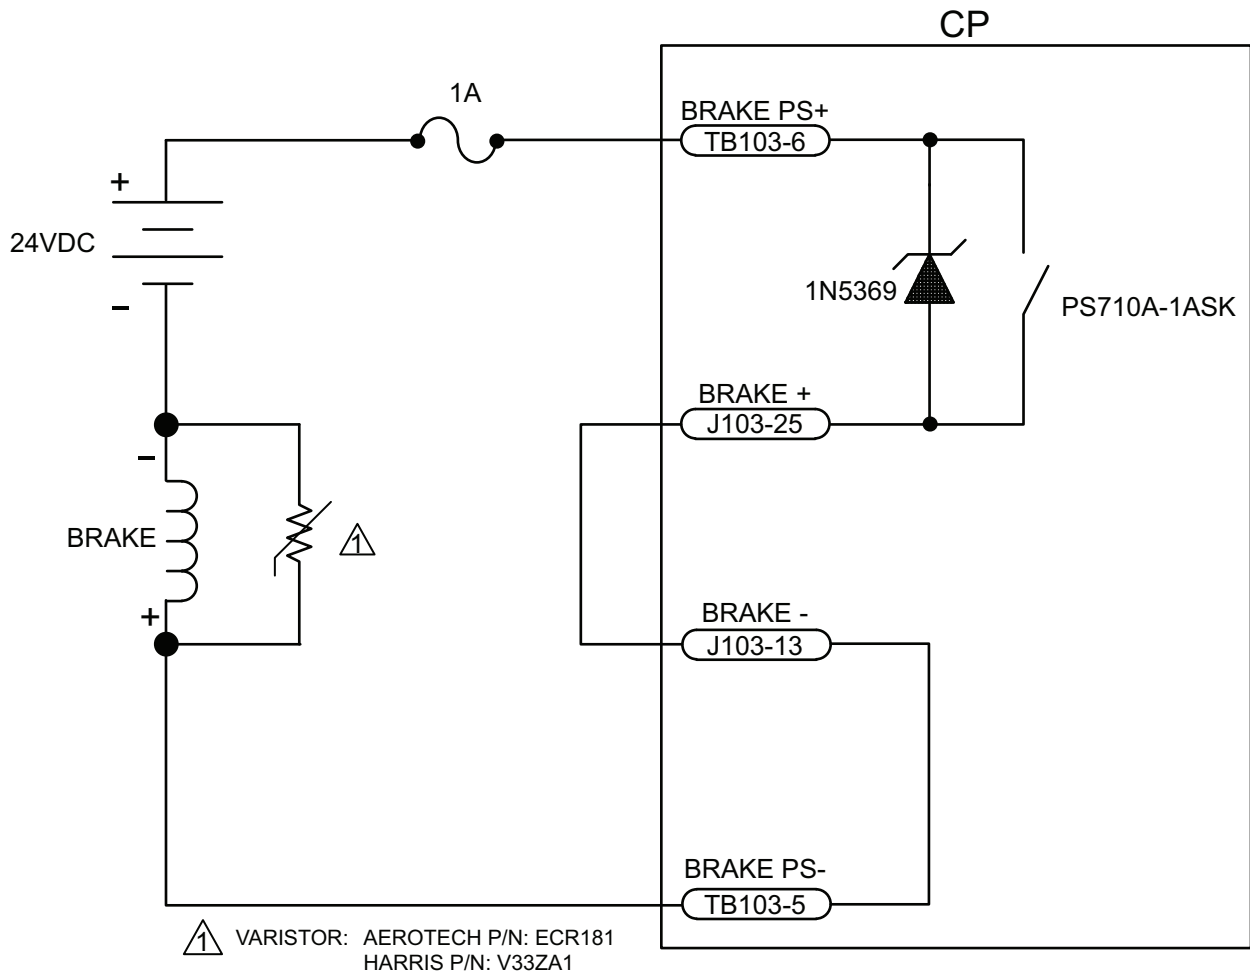 CP
1A
BRAKE PS+
TB103-6
+
24VDC
1N5369
PS710A-1ASK
-
BRAKE +
J103-25
-
BRAKE
1
BRAKE -
+
J103-13
BRAKE PS-
TB103-5
1 VARISTOR: AEROTECH P/N: ECR181
HARRIS P/N: V33ZA1